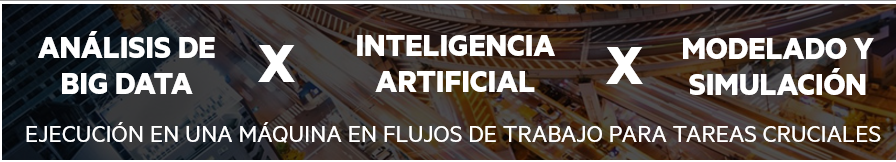 ANÁLISIS DE
BIG DATA
X
INTELIGENCIA
ARTIFICIAL
X
MODELADO Y
SIMULACIÓN
EJECUCIÓN EN UNA MÁQUINA EN FLUJOS DE TRABAJO PARA TAREAS CRUCIALES